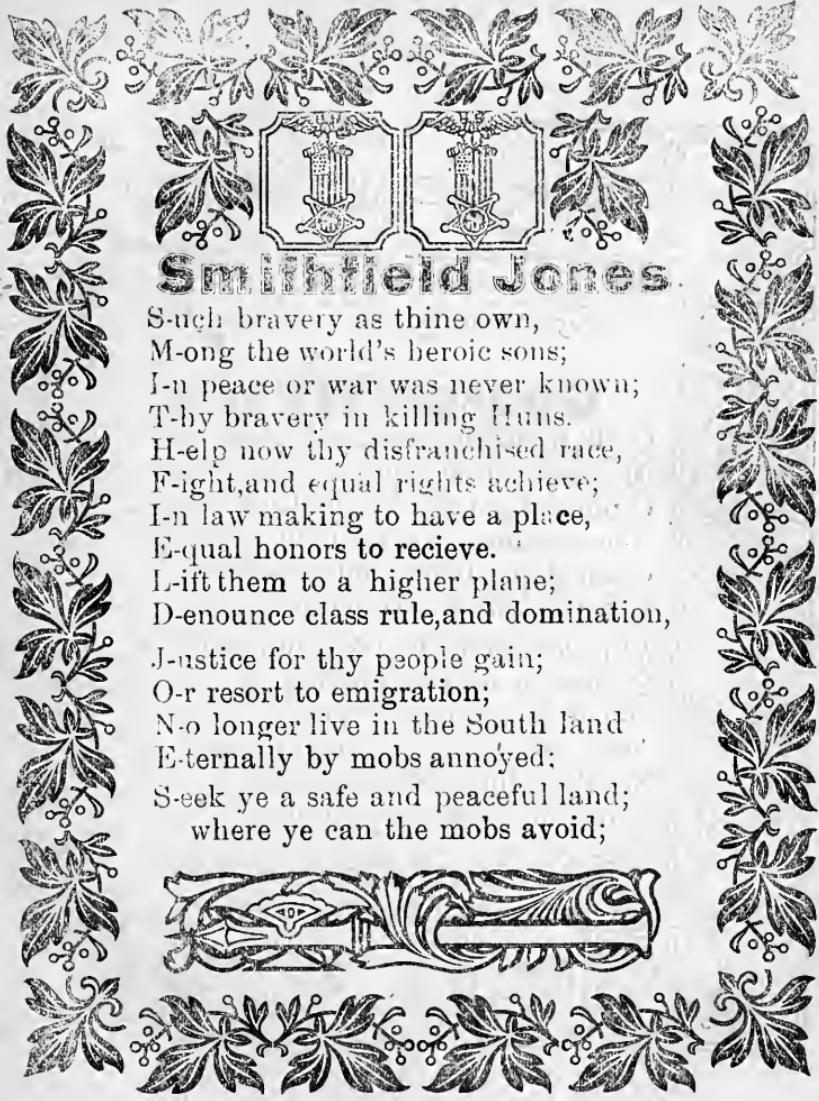 Smithfield Jones
S-uch bravery as thine own,
M-ong the world's heroic sons;
I-n peace or war was never known;
T-hy bravery in killing Huns.
H-elp now thy disfranchised race,
F-ight,and equal rights achieve;
I-n law making to have a place,
E-qual honors to recieve.
L-ift them to a higher plane;
D-enounce class rule,and domination,
J-ustice for thy people gain;
O-r resort to emigration;
N-o longer live in the South land
E-ternally by mobs annoyed;
S-eek ye a safe and peaceful land;
where ye can the mobs avoid;